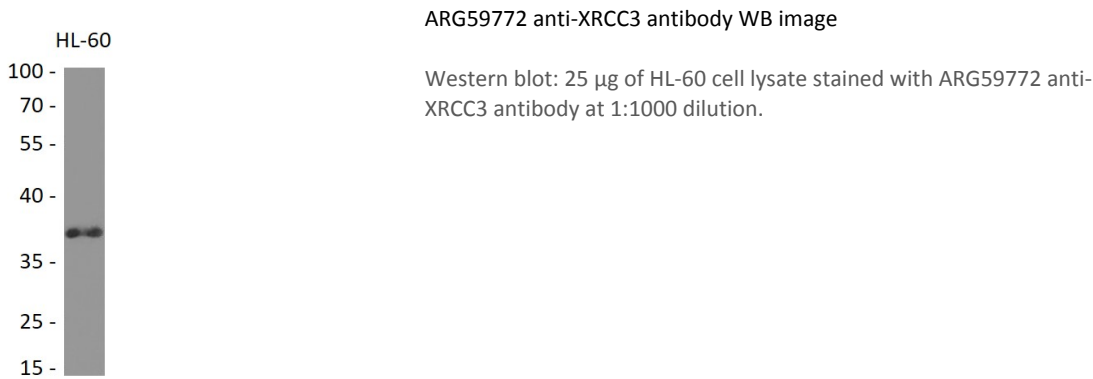 ARG59772 anti-XRCC3 antibody WB image
Western blot: 25 µg of HL-60 cell lysate stained with ARG59772 anti-
XRCC3 antibody at 1:1000 dilution.
HL-60
100 -
70 -
55 -
40 -
35 -
25 -
15 -